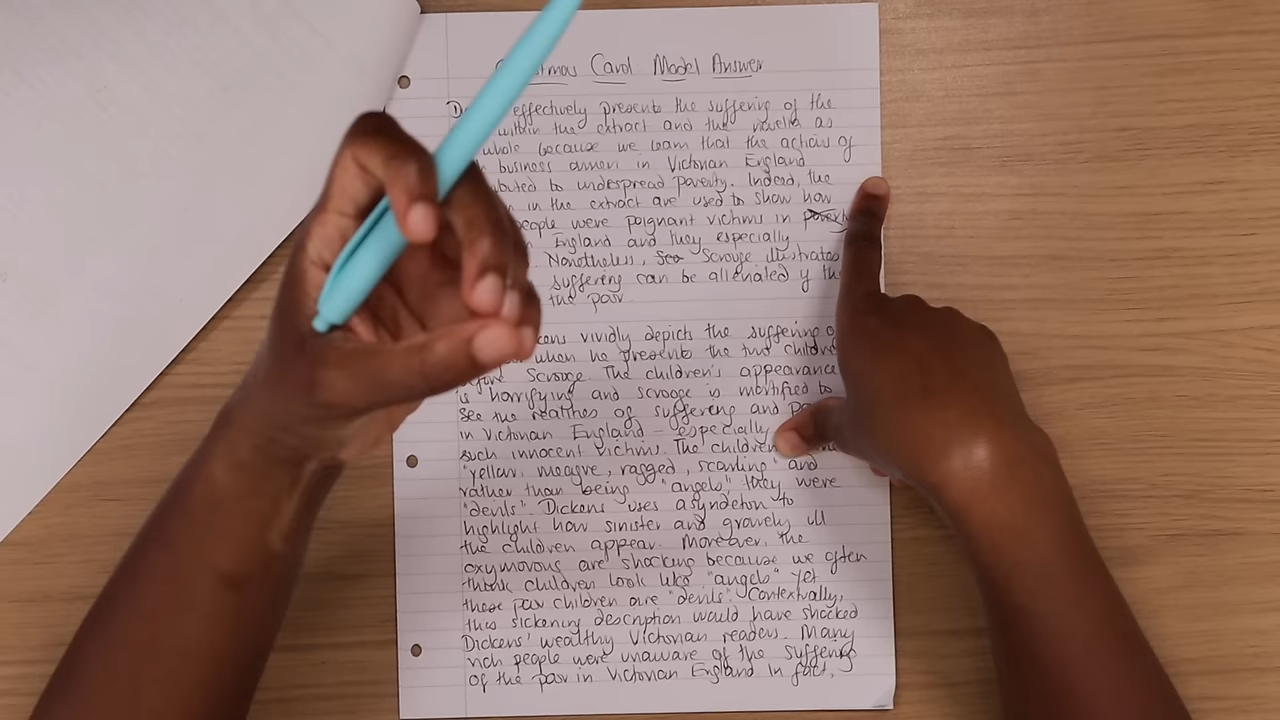 Carol Model Answer
effectively presents the suffering of the
within the extract and the novella as
whole because we learn that the actions of
business amen in Victorian England
to widespread poverty. Indeed, the
in the extract are used to show how
people were poignant victims in
England and they especially
Nonetheless, Scrooge illustrates
suffering can be alleviated if the
the poor
vividly depicts the suffering of
when he presents the two children
before Scrooge. The children's appearance
is horrifying and scrooge is mortified to
see the realities of suffering and
in Victorian England - especially
such innocent victims. The children
"yellow, meagre, ragged, scowling" and
rather than being "angels" they were
"devils". Dickens uses asyndeton to
highlight how sinister and gravely ill
the children appear. Moreover, the
oxymorons are shocking because we often
think children look like "angels" yet
these poor children are "devils". Contextually,
this sickening description would have shocked
Dickens' wealthy Victorian readers. Many
rich people were unaware of the suffering
of the poor in Victorian England in fact,